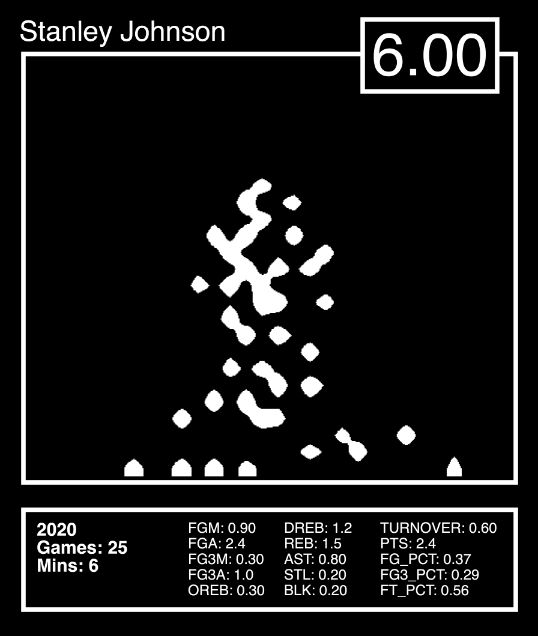 Stanley Johnson
6.00
2020
Games: 25
Mins: 6
FGM: 0.90
FGA: 2.4
FG3M: 0.30
FG3A: 1.0
OREB: 0.30
DREB: 1.2
REB: 1.5
AST: 0.80
STL: 0.20
BLK: 0.20
TURNOVER: 0.60
PTS: 2.4
FG_PCT: 0.37
FG3_PCT: 0.29
FT_PCT: 0.56